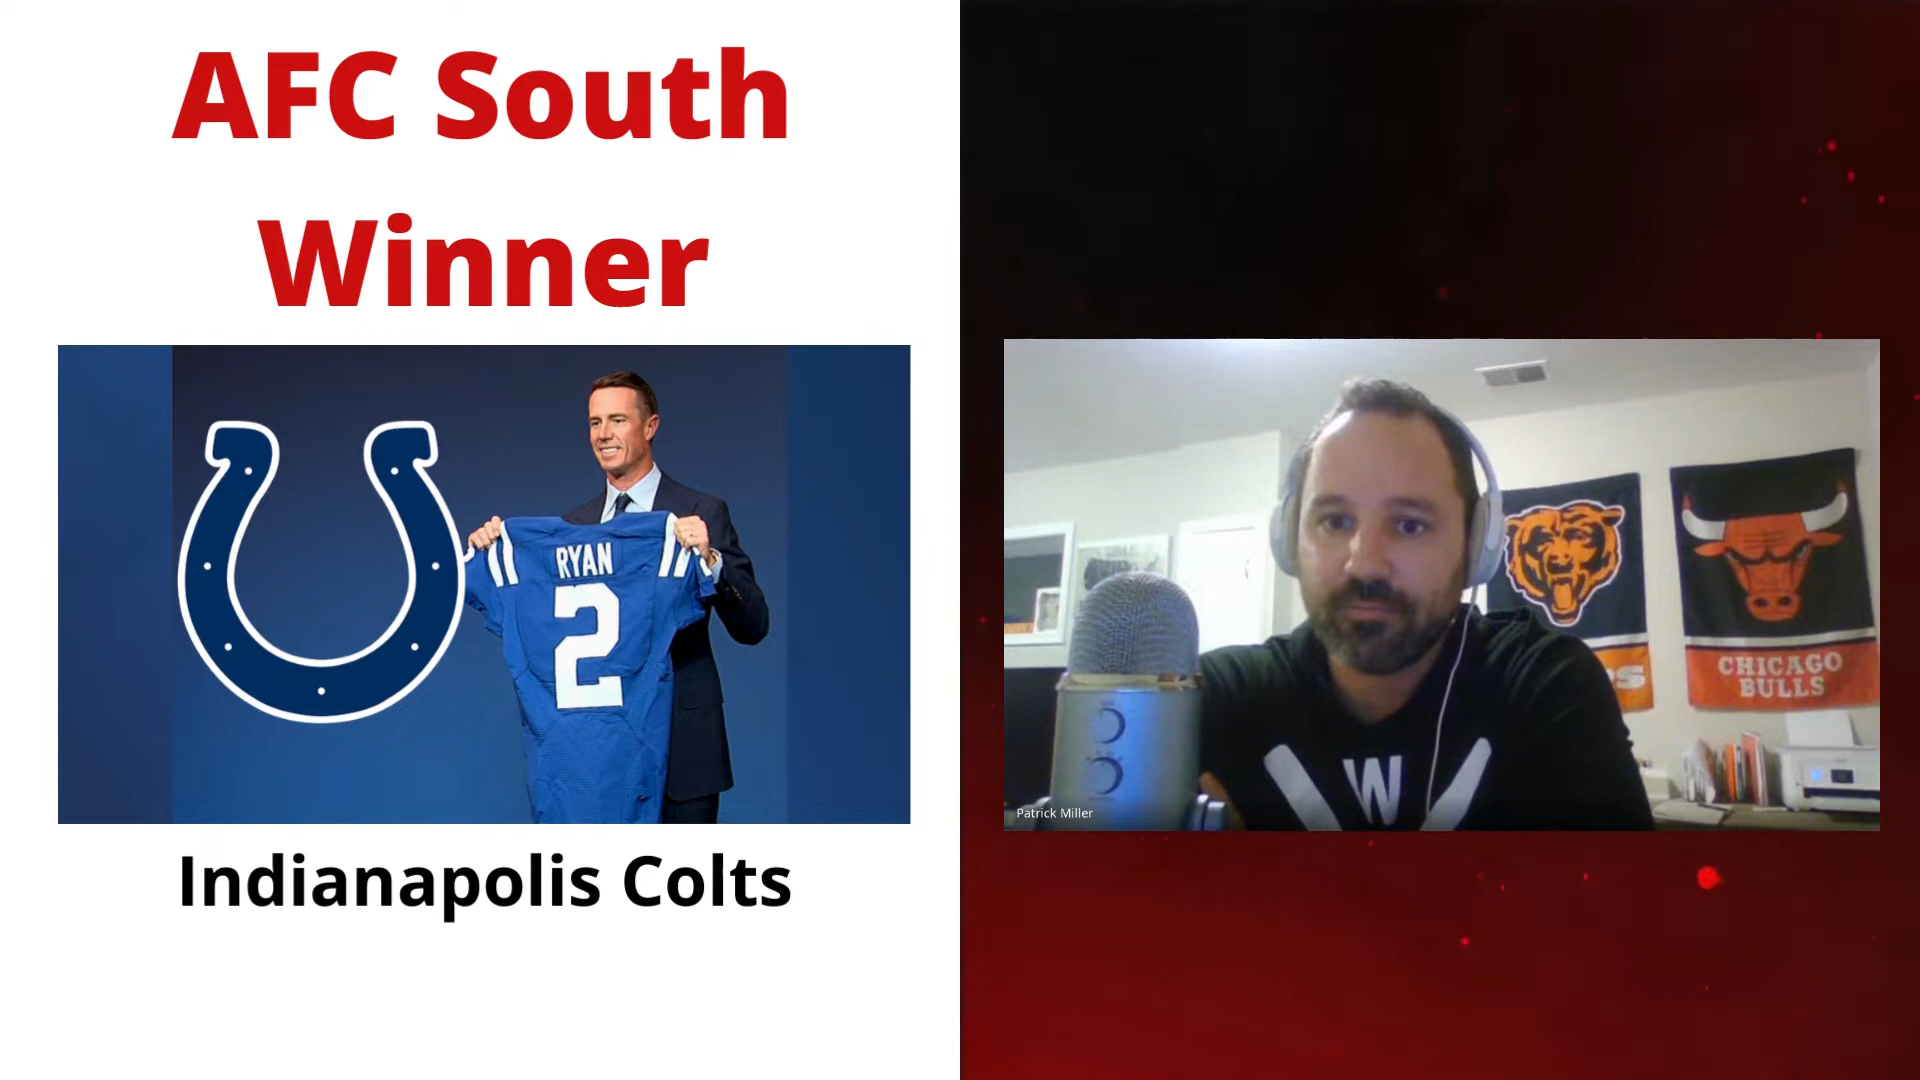 AFC South
Winner
RYAN
2
Indianapolis Colts
S
CHICAGO
BULLS
W
Patrick Miller